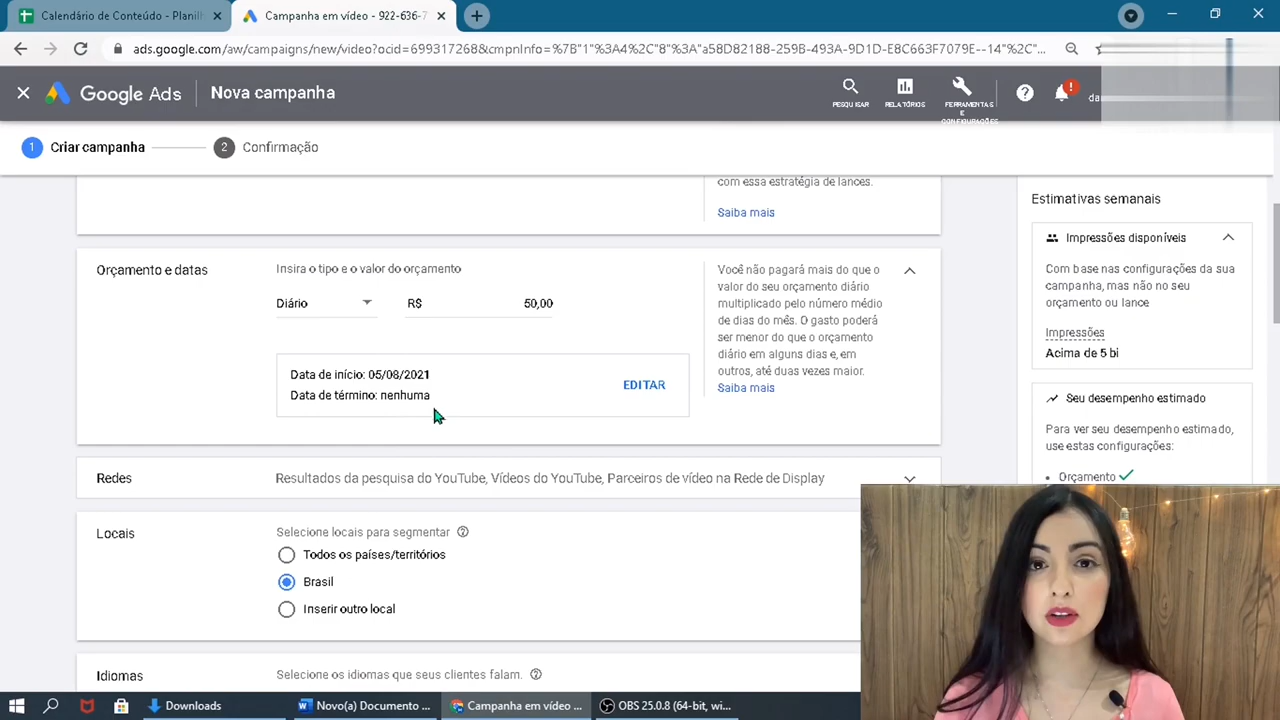 Calendário de Conteúdo - Planilh
Campanha em vídeo - 922-636-7
ads.google.com/aw/campaigns/new/video?ocid=699317268&cmpnInfo=%7B"1"%3A4%2C"8"%3A"a58D82188-259B-493A-9D1D-E8C663F7079E--14"%2C"...
Google Ads
Nova campanha
PESQUISAR
RELATÓRIOS
FERRAMENTAS
E
CONFIGURAÇÕES
?
!
da
1 Criar campanha
2 Confirmação
com essa estratégia de lances.
Saiba mais
Orçamento e datas
Insira o tipo e o valor do orçamento
Diário
R$ 50,00
Data de início: 05/08/2021
Data de término: nenhuma
EDITAR
Você não pagará mais do que o
valor do seu orçamento diário
multiplicado pelo número médio
de dias do mês. O gasto poderá
ser menor do que o orçamento
diário em alguns dias e, em
outros, até duas vezes maior.
Saiba mais
Redes
Resultados da pesquisa do YouTube, Vídeos do YouTube, Parceiros de vídeo na Rede de Display
Locais
Selecione locais para segmentar
Todos os países/territórios
Brasil
Inserir outro local
Idiomas
Selecione os idiomas que seus clientes falam.
Estimativas semanais
Impressões disponíveis
Com base nas configurações da sua
campanha, mas não no seu
orçamento ou lance
Impressões
Acima de 5 bi
Seu desempenho estimado
Para ver seu desempenho estimado,
use estas configurações:
• Orçamento
Downloads
Novo(a) Documento ...
Campanha em vídeo ...
OBS 25.0.8 (64-bit, wi...